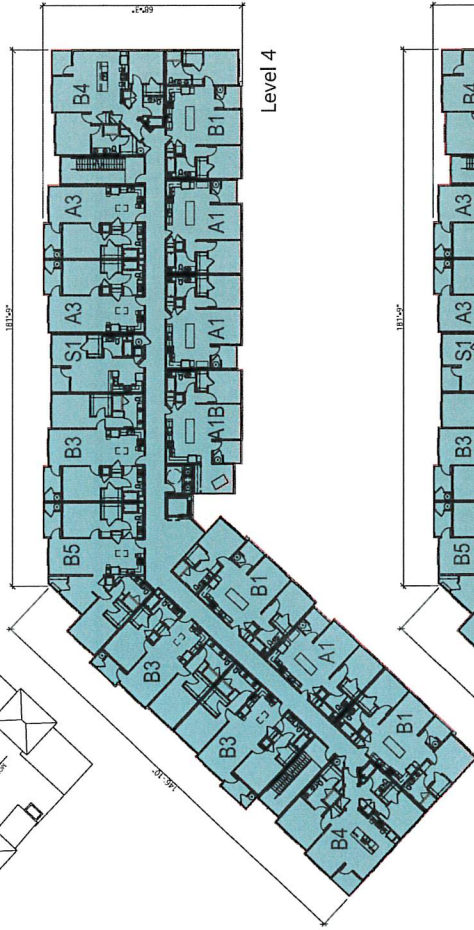 68'-3"
181'-9"
B4
A3
A3
S1
B3
B5
B1
A1
A1
A1B
Level 4
B3
B3
B4
B1
A1
B1
146'-10"
181'-9"
B4
A3
A3
S1
B3
B5